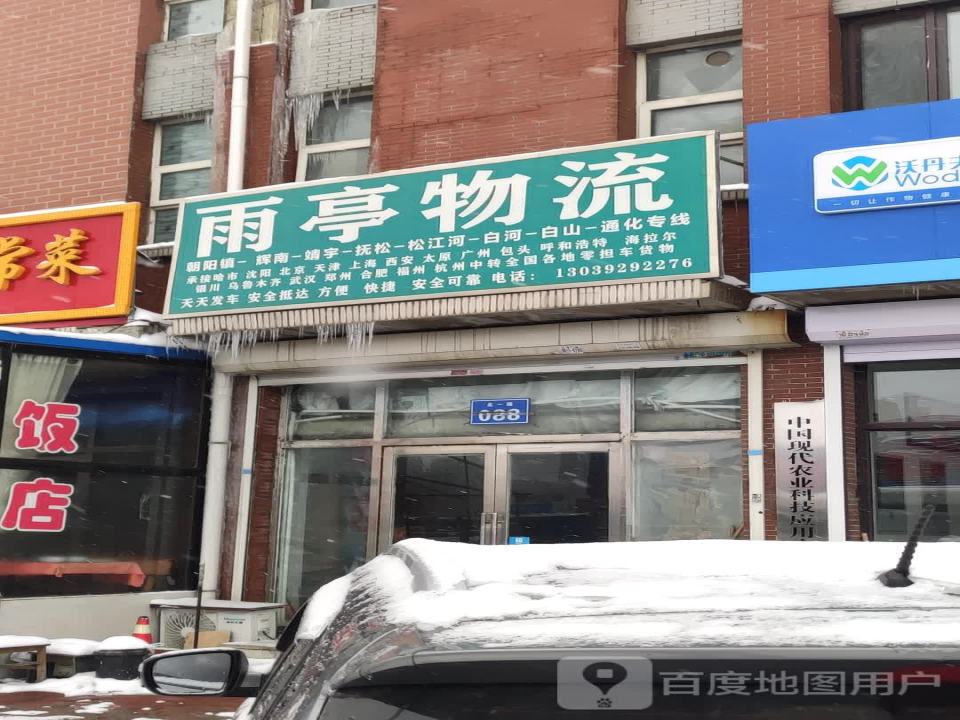 雨亭物流
朝阳镇-辉南-靖宇-抚松-松江河-白河-白山-通化专线
承接哈市 沈阳 北京 天津 上海 西安 太原 广州 包头 呼和浩特 海拉尔
银川 乌鲁木齐 武汉 郑州 合肥 福州 杭州中转全国各地零担车货物
天天发车 安全抵达 方便 快捷 安全可靠 电话：13039292276
常菜
饭
店
沃丹
Wod
一切让作物健康
088
中国现代农业科技应用
百度地图用户